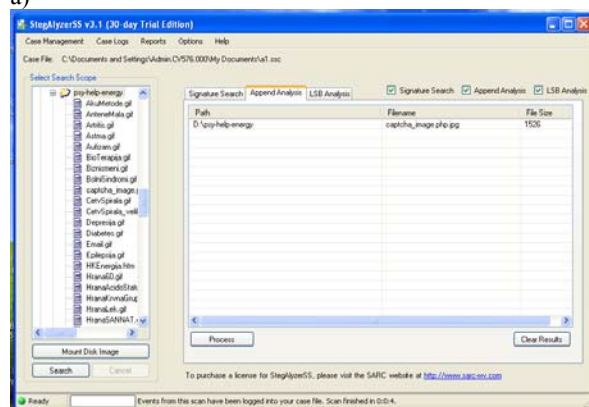 a)
StegAlyzerSS v3.1 (30-day Trial Edition)
Case Management Case Logs Reports Options Help
Case File: C:\Documents and Settings\Admin.CV576.000\My Documents\a1.ssc
Select Search Scope
psy-help-energy
AkuMetode.gif
AnteneMala.gif
Artritis.gif
Astma.gif
Autizam.gif
BioTerapija.gif
Biznismeni.gif
BolniSindromi.gif
captcha_image.
CetvSpirala.gif
CetvSpirala_veli
Depresija.gif
Diabetes.gif
Email.gif
Epilepsija.gif
HKEnergija.htm
Hrana60.gif
HranaAcidoStak
HranaKrvnaGrup
HranaLek.gif
HranaSANNAT.
Mount Disk Image
Search Cancel
Signature Search Append Analysis LSB Analysis
Signature Search Append Analysis LSB Analysis
Path Filename File Size
D:\psy-help-energy captcha_image.php.jpg 1526
Process Clear Results
To purchase a license for StegAlyzerSS, please visit the SARC website at http://www.sarc-wv.com
Ready Events from this scan have been logged into your case file. Scan finished in 0:0:4.